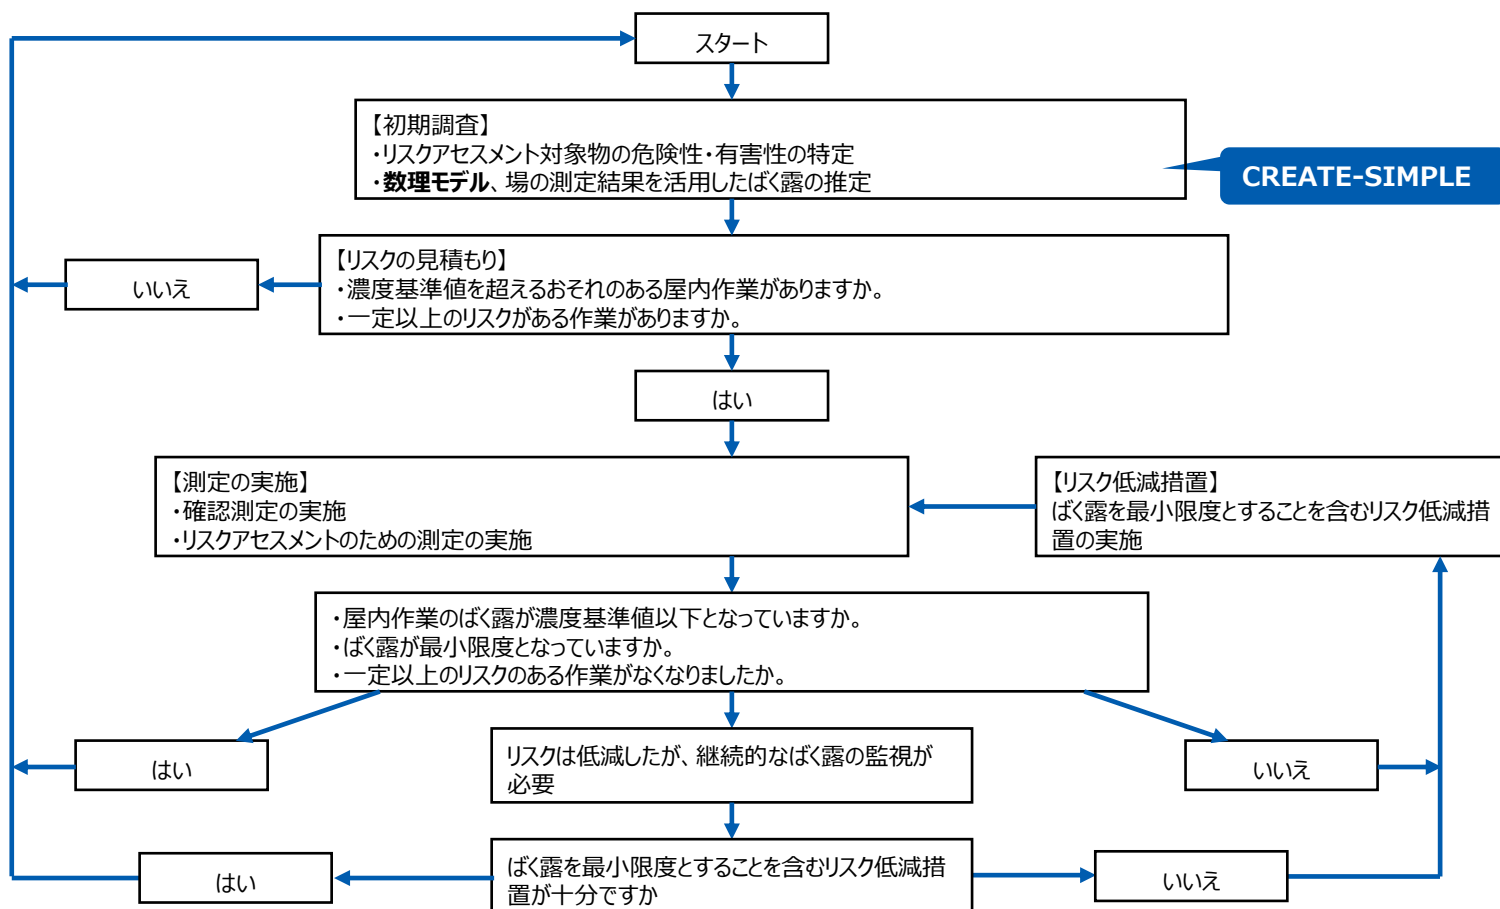 スタート
【初期調査】
・リスクアセスメント対象物の危険性・有害性の特定
・数理モデル、場の測定結果を活用したばく露の推定
CREATE-SIMPLE
【リスクの見積もり】
・濃度基準値を超えるおそれのある屋内作業がありますか。
・一定以上のリスクがある作業がありますか。
いいえ
はい
【測定の実施】
・確認測定の実施
・リスクアセスメントのための測定の実施
【リスク低減措置】
ばく露を最小限度とすることを含むリスク低減措
置の実施
・屋内作業のばく露が濃度基準値以下となっていますか。
・ばく露が最小限度となっていますか。
・一定以上のリスクのある作業がなくなりましたか。
はい
リスクは低減したが、継続的なばく露の監視が
必要
いいえ
はい
ばく露を最小限度とすることを含むリスク低減措
置が十分ですか
いいえ